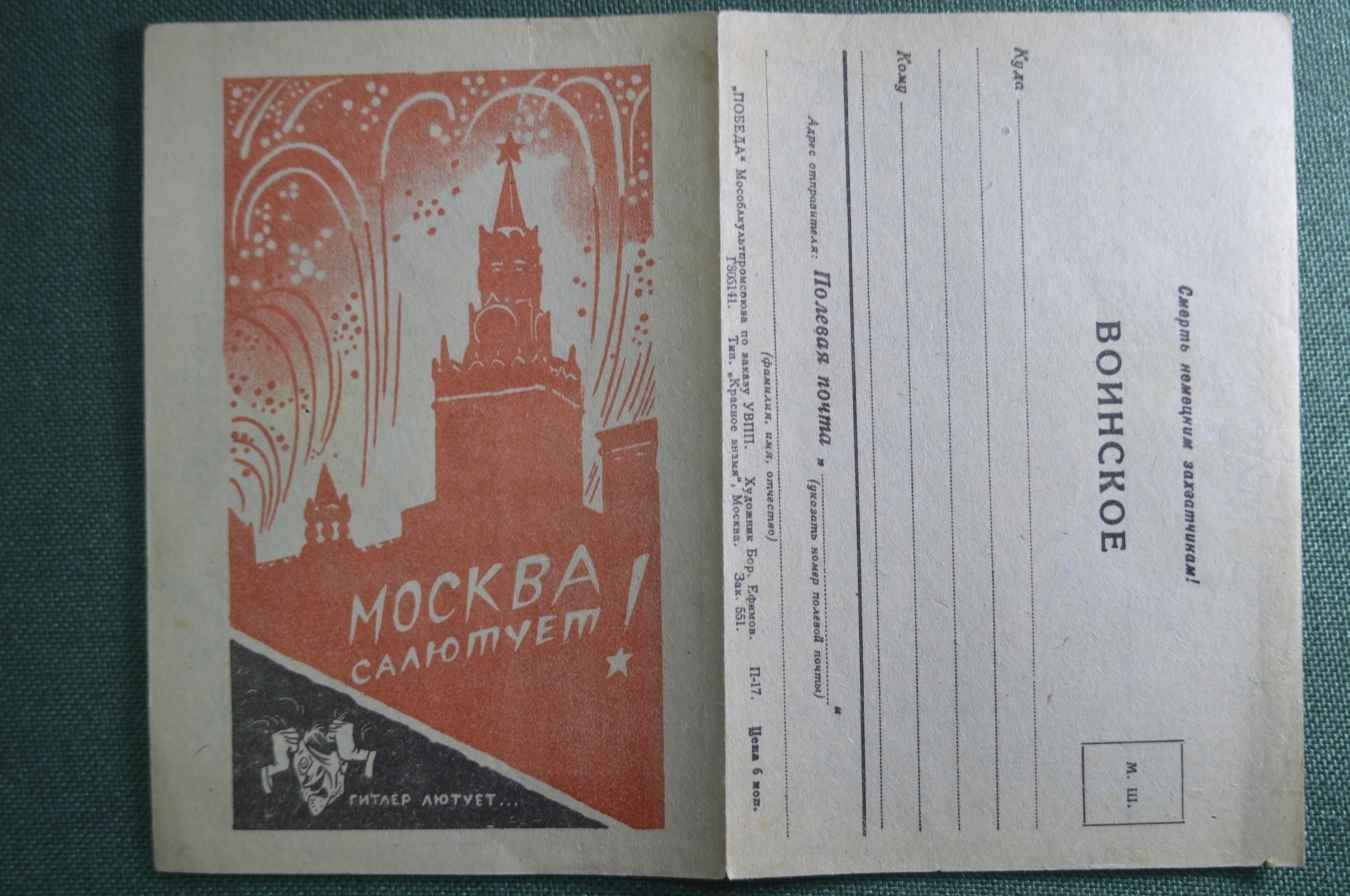 МОСКВА
САЛЮТУЕТ!
ГИТЛЕР ЛЮТУЕТ...
Смерть немецким захватчикам!
ВОИНСКОЕ
М. Ш.
Куда
Кому
Адрес отправителя: Полевая почта „ “
(указать номер полевой почты)
(фамилия, имя, отчество)
„ПОБЕДА“ Мособлкультпромсоюза по заказу УВПП. Художник Бор. Ефимов. П-17. Цена 6 коп.
Г805141. Тип. „Красное знамя“, Москва. Зак. 551.